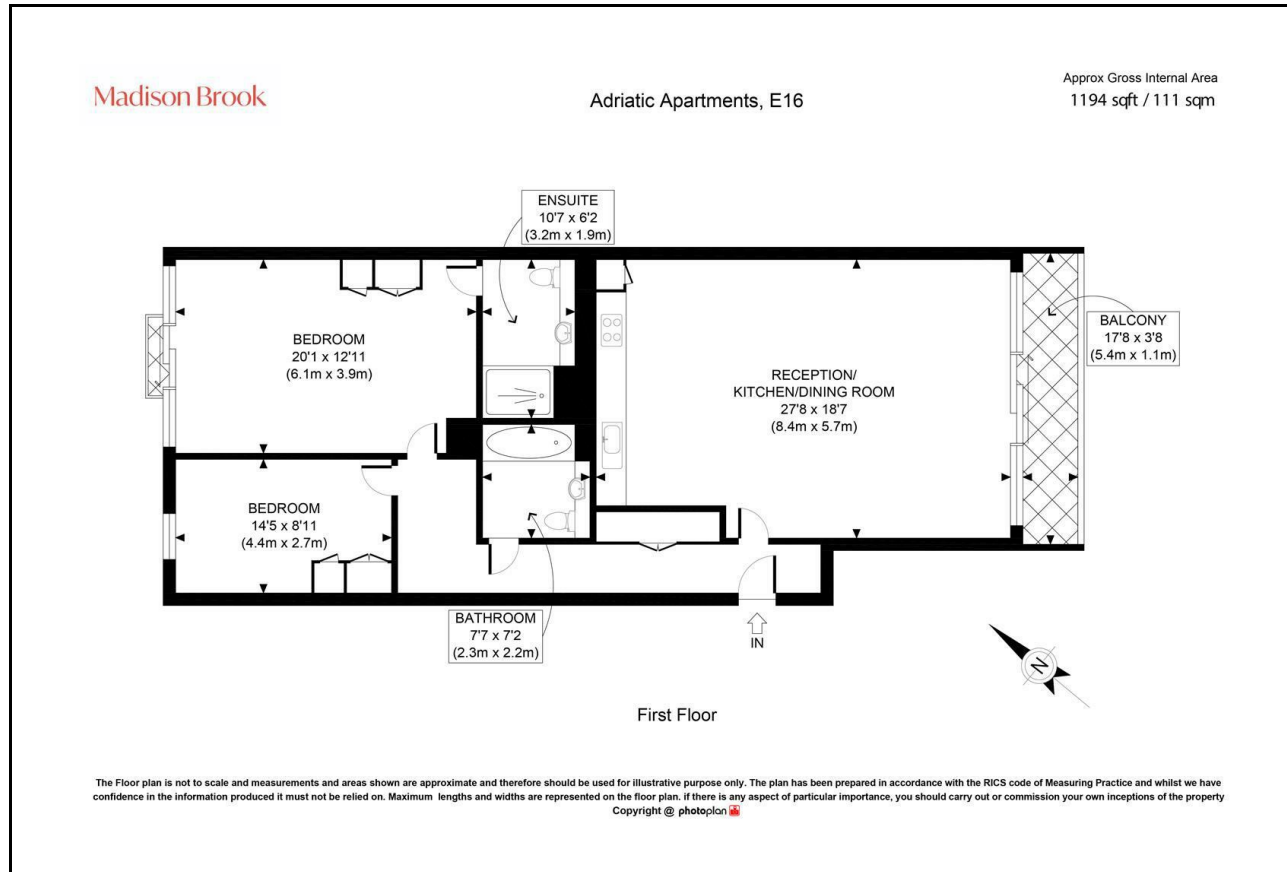 Madison Brook
Adriatic Apartments, E16
Approx Gross Internal Area
1194 sqft / 111 sqm
ENSUITE
10'7 x 6'2
(3.2m x 1.9m)
BEDROOM
20'1 x 12'11
(6.1m x 3.9m)
RECEPTION/
KITCHEN/DINING ROOM
27'8 x 18'7
(8.4m x 5.7m)
BALCONY
17'8 x 3'8
(5.4m x 1.1m)
BEDROOM
14'5 x 8'11
(4.4m x 2.7m)
BATHROOM
7'7 x 7'2
(2.3m x 2.2m)
IN
N
First Floor
The Floor plan is not to scale and measurements and areas shown are approximate and therefore should be used for illustrative purpose only. The plan has been prepared in accordance with the RICS code of Measuring Practice and whilst we have
confidence in the information produced it must not be relied on. Maximum lengths and widths are represented on the floor plan. if there is any aspect of particular importance, you should carry out or commission your own inceptions of the property
Copyright @ photoplan